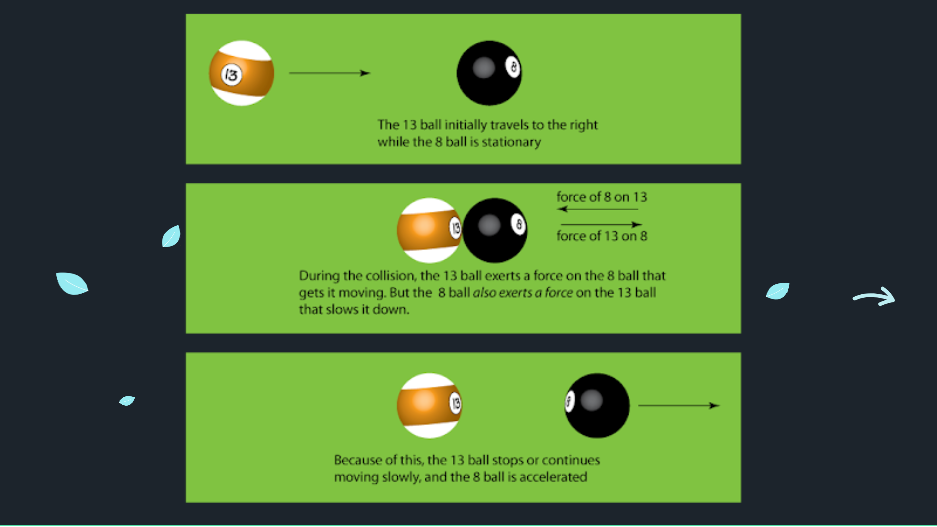 13
8
The 13 ball initially travels to the right
while the 8 ball is stationary
force of 8 on 13
13
8
force of 13 on 8
During the collision, the 13 ball exerts a force on the 8 ball that
gets it moving. But the 8 ball also exerts a force on the 13 ball
that slows it down.
13
8
Because of this, the 13 ball stops or continues
moving slowly, and the 8 ball is accelerated